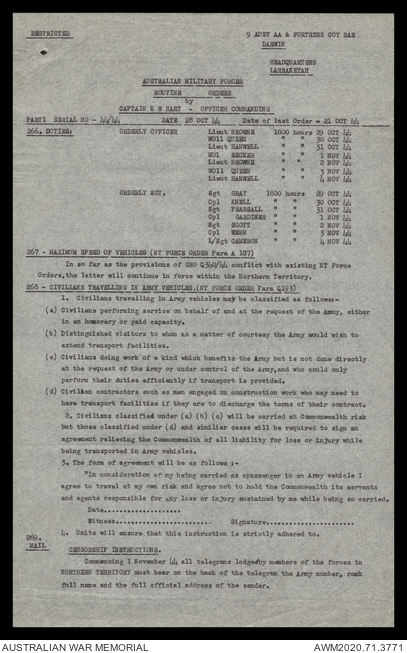 RESTRICTED
9 AUST AA & FORTRESS COY RAE
DARWIN
HEADQUARTERS
LARRAKEYAH
AUSTRALIAN MILITARY FORCES
ROUTINE ORDERS
by
CAPTAIN K W HART - OFFICER COMMANDING
PART1 SERIAL NO - 44/44 DATE 28 OCT 44 Date of last Order - 21 OCT 44
266. DUTIES: ORDERLY OFFICER Lieut BROWNE 1800 hours 29 OCT 44
WO11 QUEEN " " 30 OCT 44
Lieut HANWELL " " 31 OCT 44
WO1 " " 1 NOV 44
Lieut BROWNE " " 2 NOV 44
WO11 QUEEN " " 3 NOV 44
Lieut HANWELL " " 4 NOV 44
ORDERLY SGT. Sgt GRAY 1800 hours 29 OCT 44
Cpl KNELL " " 30 OCT 44
Sgt PEARSALL " " 31 OCT 44
Cpl GARDINER " " 1 NOV 44
Sgt SCOTT " " 2 NOV 44
Cpl WEBB " " 3 NOV 44
L/Sgt CAMERON " " 4 NOV 44
267 - MAXIMUM SPEED OF VEHICLES (NT FORCE ORDER Para A 187)
In so far as the provisions of GRO Q340/44 conflict with existing NT Force
Orders,the latter will continue in force within the Northern Territory.
268 - CIVILIANS TRAVELLING IN ARMY VEHICLES.(NT FORCE ORDER Para Q193)
1. Civilians travelling in Army vehicles may be classified as follows:-
(a) Civilians performing service on behalf of and at the request of the Army, either
in an honorary or paid capacity.
(b) Distinguished visitors to whom as a matter of courtesy the Army would wish to
extend transport facilities.
(c) Civilians doing work of a kind which benefits the Army but is not done directly
at the request of the Army or under control of the Army,and who could only
perform their duties efficiently if transport is provided.
(d) Civilian contractors such as men engaged on construction work who may need to
have transport facilities if they are to discharge the terms of their contract.
2. Civilians classified under (a) (b) (c) will be carried at Commonwealth risk
but those classified under (d) and similiar cases will be required to sign an
agreement relieving the Commonwealth of all liability for loss or injury while
being transported in Army vehicles.
3. The form of agreement will be as follows :-
"In consideration of my being carried as apassenger in an Army vehicle I
agree to travel at my own risk and agree not to hold the Commonwealth its servants
and agents responsible for any loss or injury sustained by me while being so carried.
Date...................
Witness....................... Signature.....................
4. Units will ensure that this instruction is strictly adhered to.
269.
MAIL CENSORSHIP INSTRUCTIONS.
Commencing 1 November 44 all telegrams lodgedby members of the forces in
NORTHERN TERRITORY must bear on the back of the telegram the Army number, rank
full name and the full official address of the sender.
AUSTRALIAN WAR MEMORIAL AWM2020.71.3771